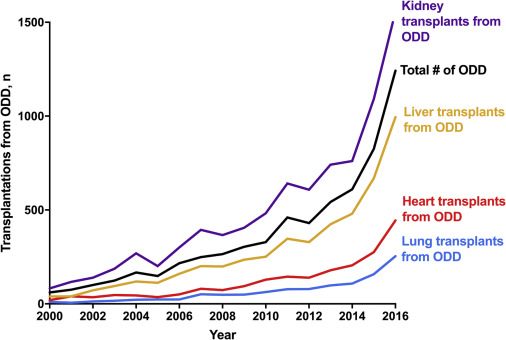 Transplantations from ODD, n
1500
1000
500
0
2000
2002
2004
2006
2008
2010
2012
2014
2016
Year
Kidney
transplants from
ODD
Total # of ODD
Liver transplants
from ODD
Heart transplants
from ODD
Lung transplants
from ODD